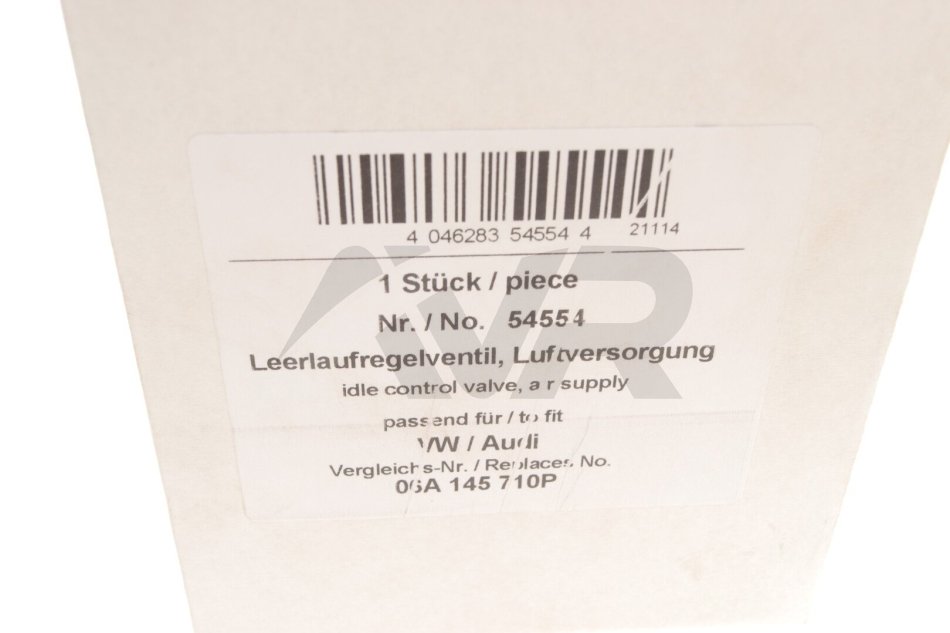 4 046283 54554 4
21114
1 Stück / piece
Nr. / No. 54554
Leerlaufregelventil, Luftversorgung
idle control valve, a r supply
passend für / to fit
VW / Audi
Vergleichs-Nr. / Replaces No.
06A 145 710P
VR